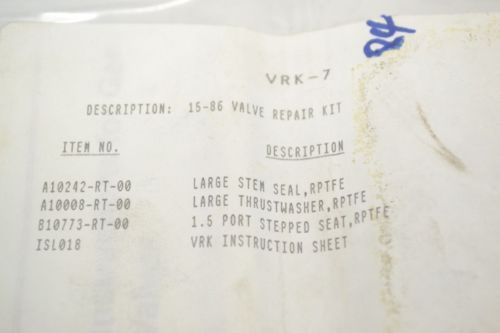 VRK-7
DESCRIPTION: 15-86 VALVE REPAIR KIT
ITEM NO. DESCRIPTION
A10242-RT-00 LARGE STEM SEAL,RPTFE
A10008-RT-00 LARGE THRUSTWASHER,RPTFE
B10773-RT-00 1.5 PORT STEPPED SEAT,RPTFE
ISL018 VRK INSTRUCTION SHEET